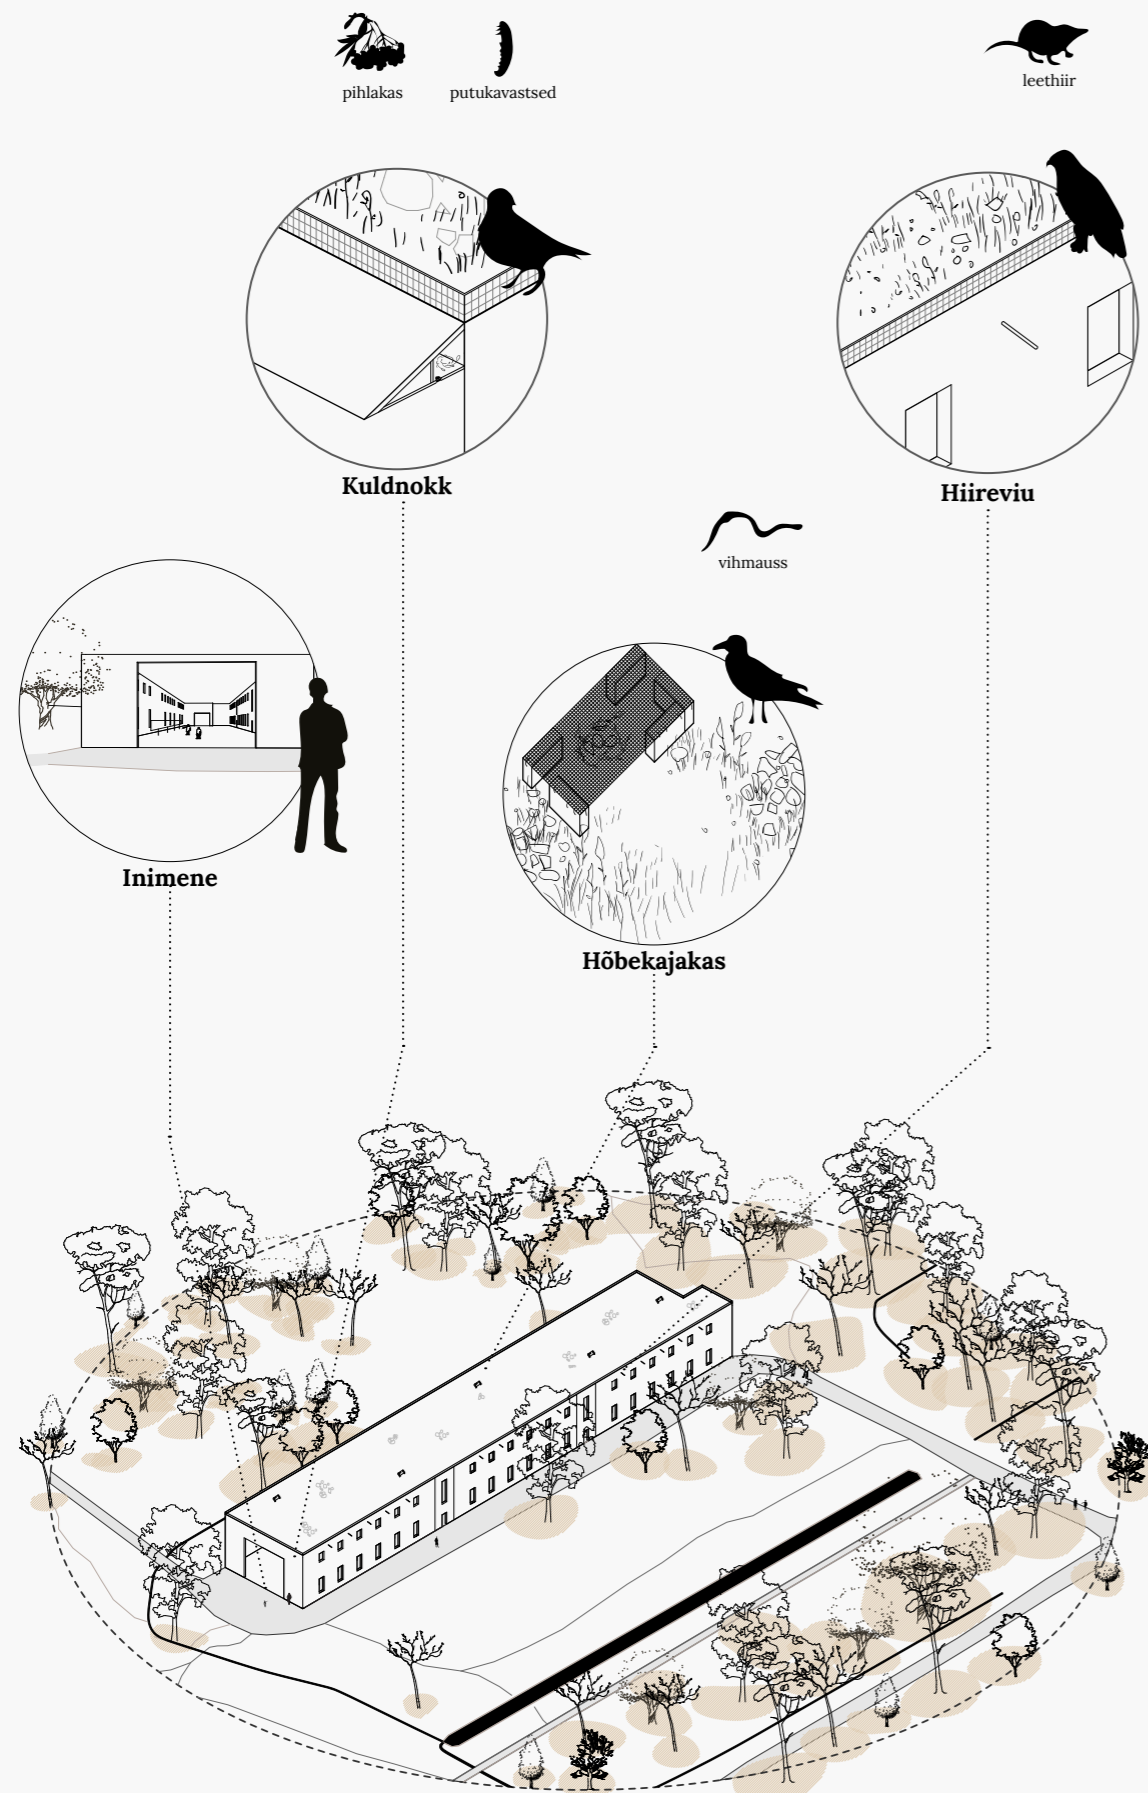 pihlakas
putukavastsed
leethiir
Kuldnokk
Hiireviu
vihmauss
Inimene
Hõbekajakas